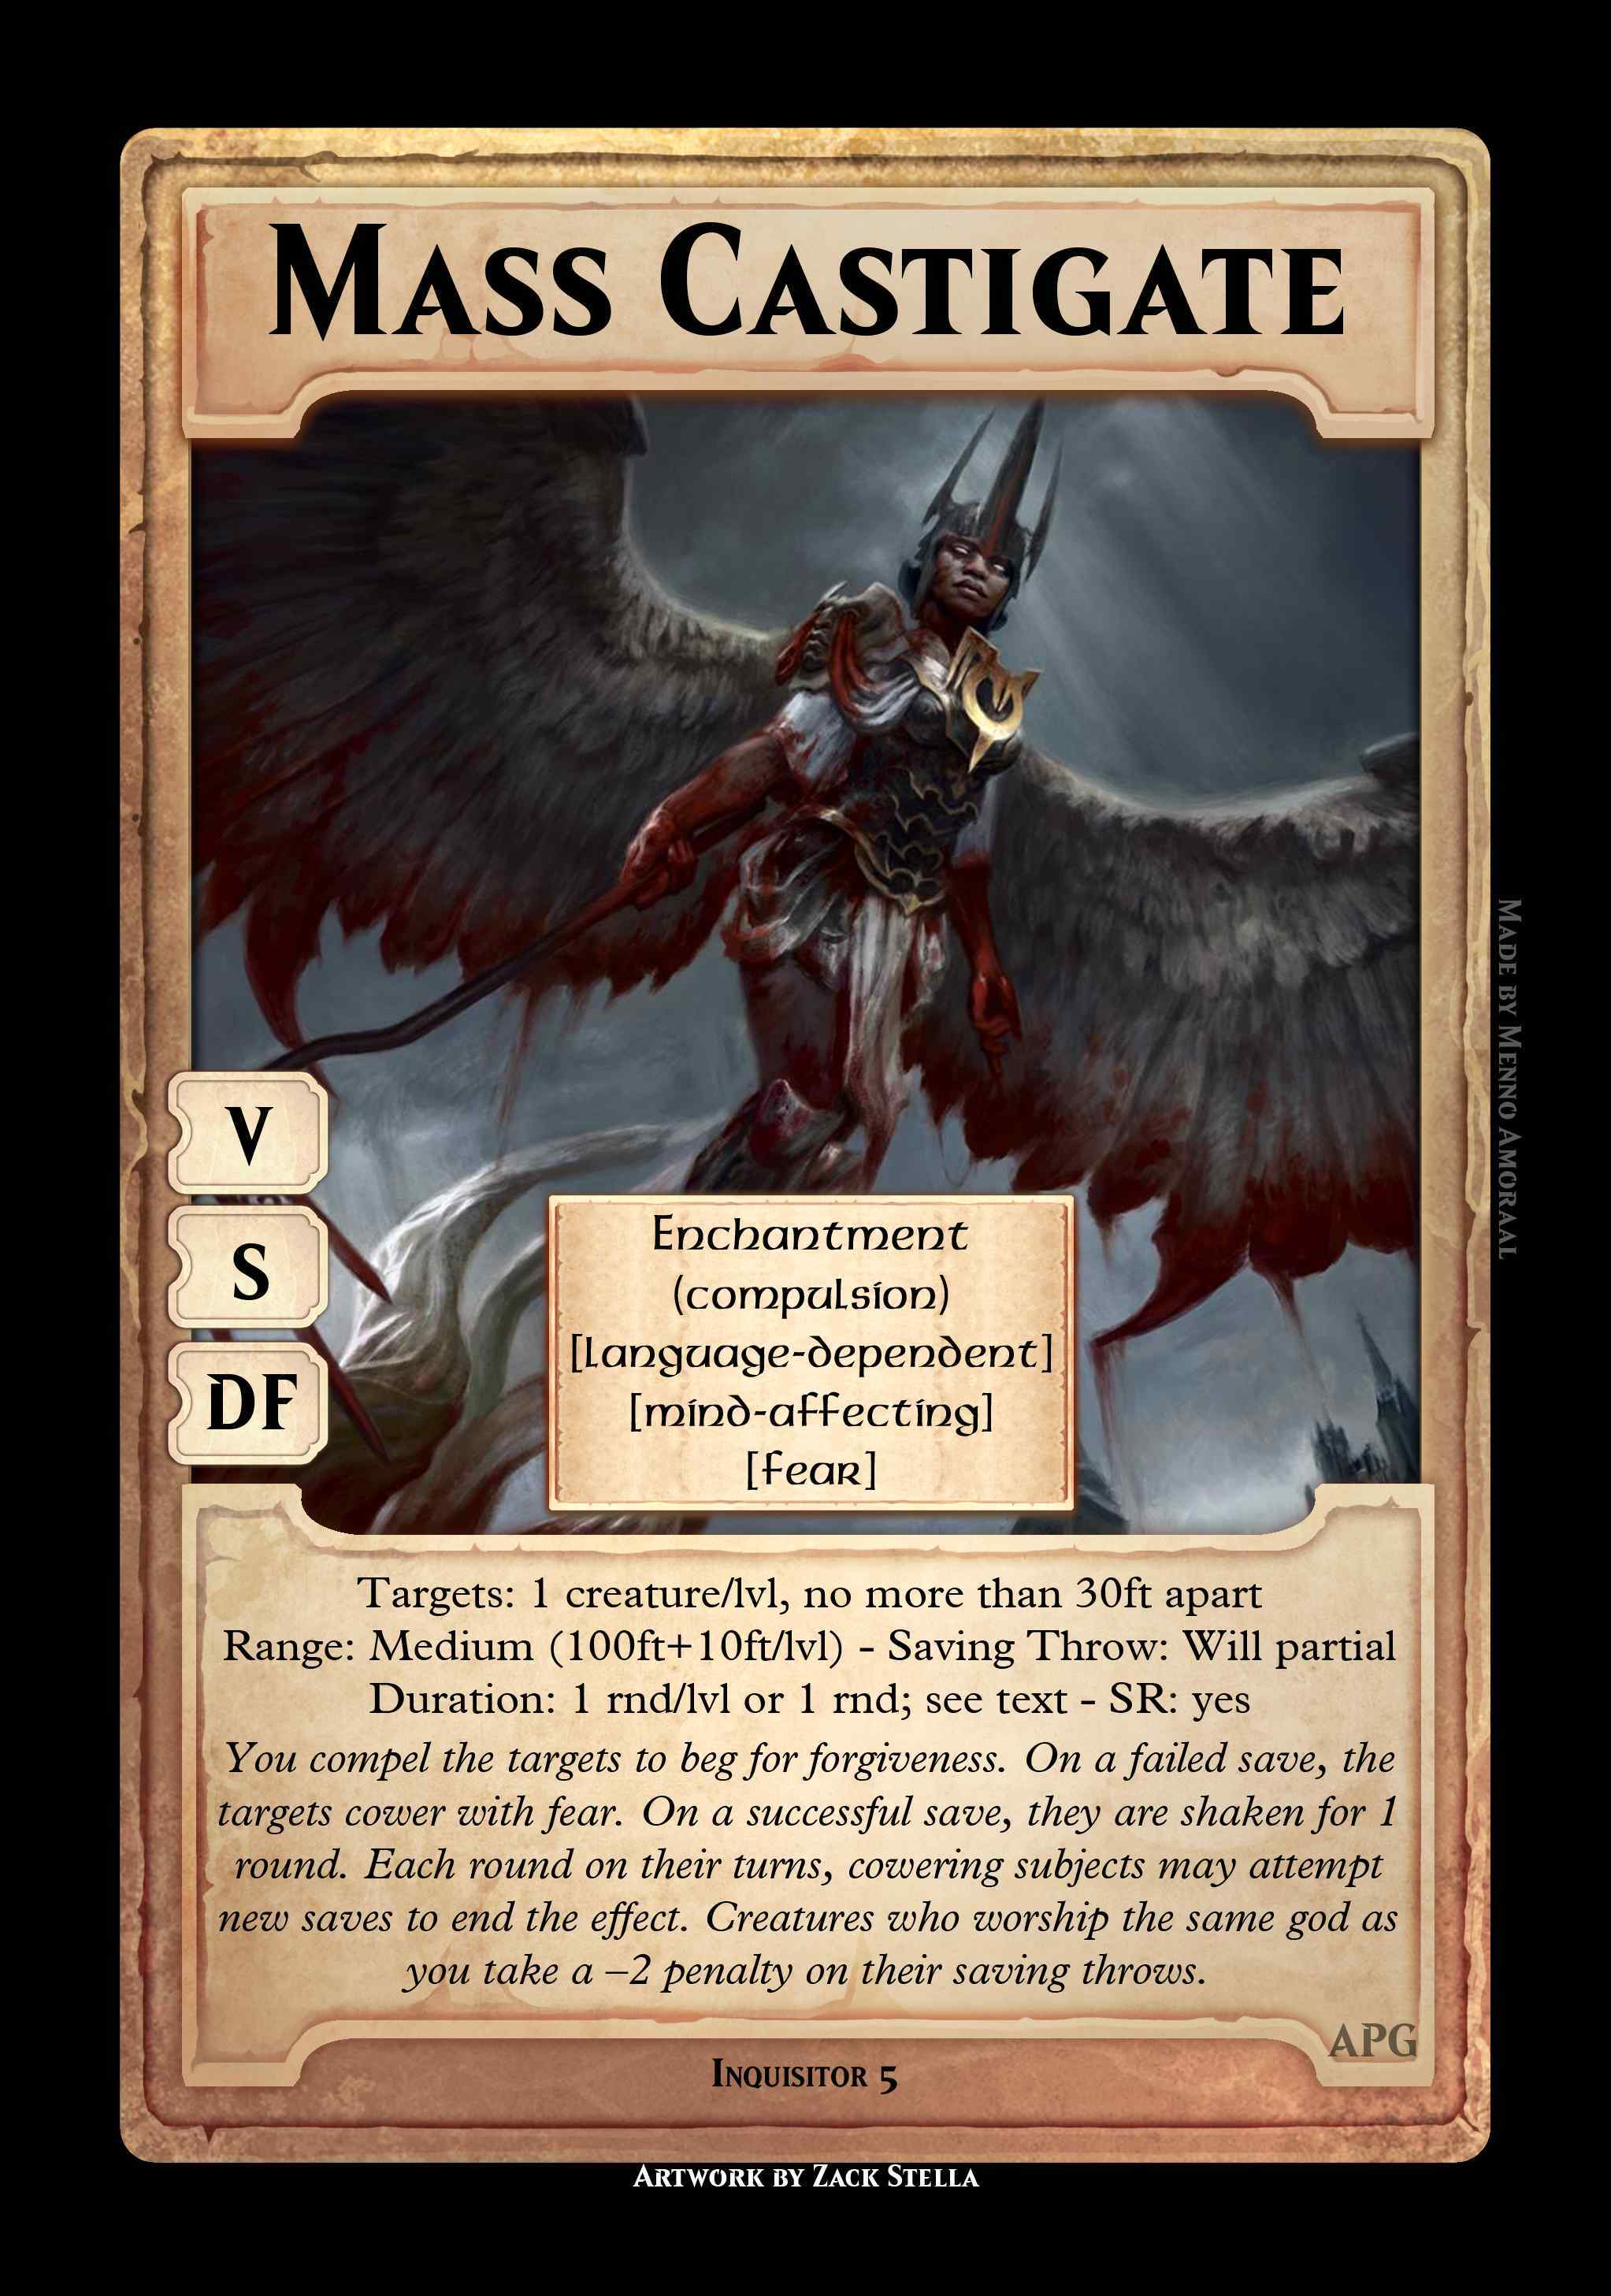 Mass Castigate
V
S
DF
Enchantment
(compulsion)
[language-dependent]
[mind-affecting]
[fear]
Targets: 1 creature/lvl, no more than 30ft apart
Range: Medium (100ft+10ft/lvl) - Saving Throw: Will partial
Duration: 1 rnd/lvl or 1 rnd; see text - SR: yes
You compel the targets to beg for forgiveness. On a failed save, the
targets cower with fear. On a successful save, they are shaken for 1
round. Each round on their turns, cowering subjects may attempt
new saves to end the effect. Creatures who worship the same god as
you take a –2 penalty on their saving throws.
APG
Inquisitor 5
Artwork by Zack Stella
Made by Menno Amoraal